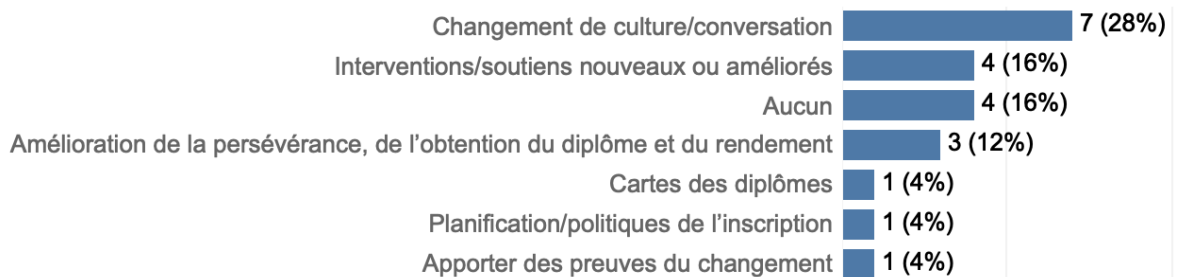 Changement de culture/conversation 7 (28%)
Interventions/soutiens nouveaux ou améliorés 4 (16%)
Aucun 4 (16%)
Amélioration de la persévérance, de l’obtention du diplôme et du rendement 3 (12%)
Cartes des diplômes 1 (4%)
Planification/politiques de l’inscription 1 (4%)
Apporter des preuves du changement 1 (4%)